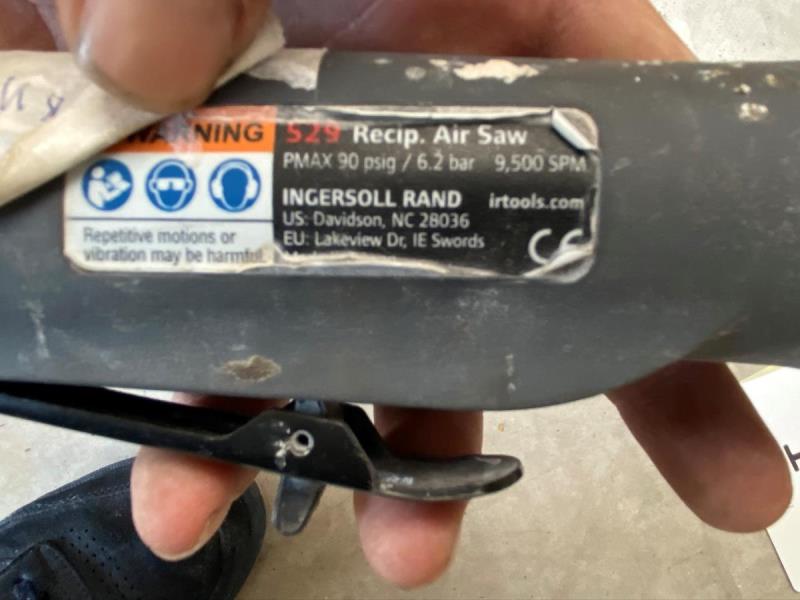 WARNING
529 Recip. Air Saw
PMAX 90 psig / 6.2 bar 9,500 SPM
INGERSOLL RAND irtools.com
US: Davidson, NC 28036
EU: Lakeview Dr, IE Swords
CE
Repetitive motions or
vibration may be harmful.